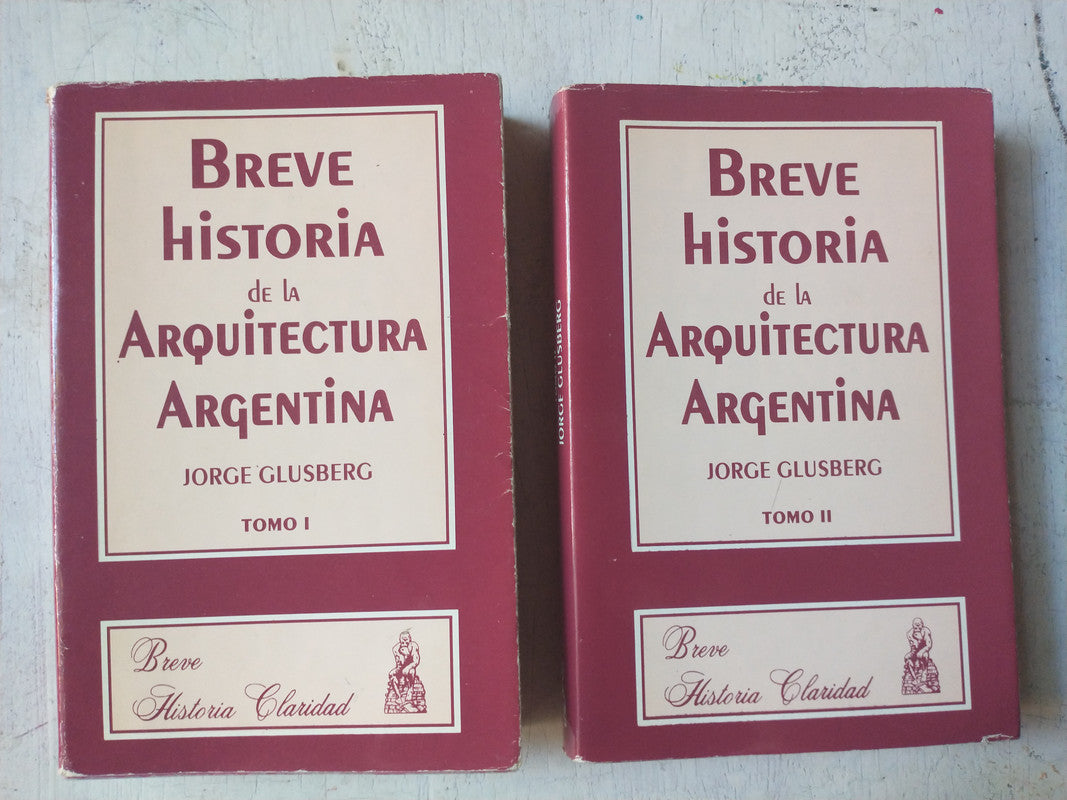 BREVE
HISTORIA
de la
ARQUITECTURA
ARGENTINA
JORGE GLUSBERG
TOMO I
Breve
Historia Claridad
JORGE GLUSBERG
BREVE
HISTORIA
de la
ARQUITECTURA
ARGENTINA
JORGE GLUSBERG
TOMO II
Breve
Historia Claridad